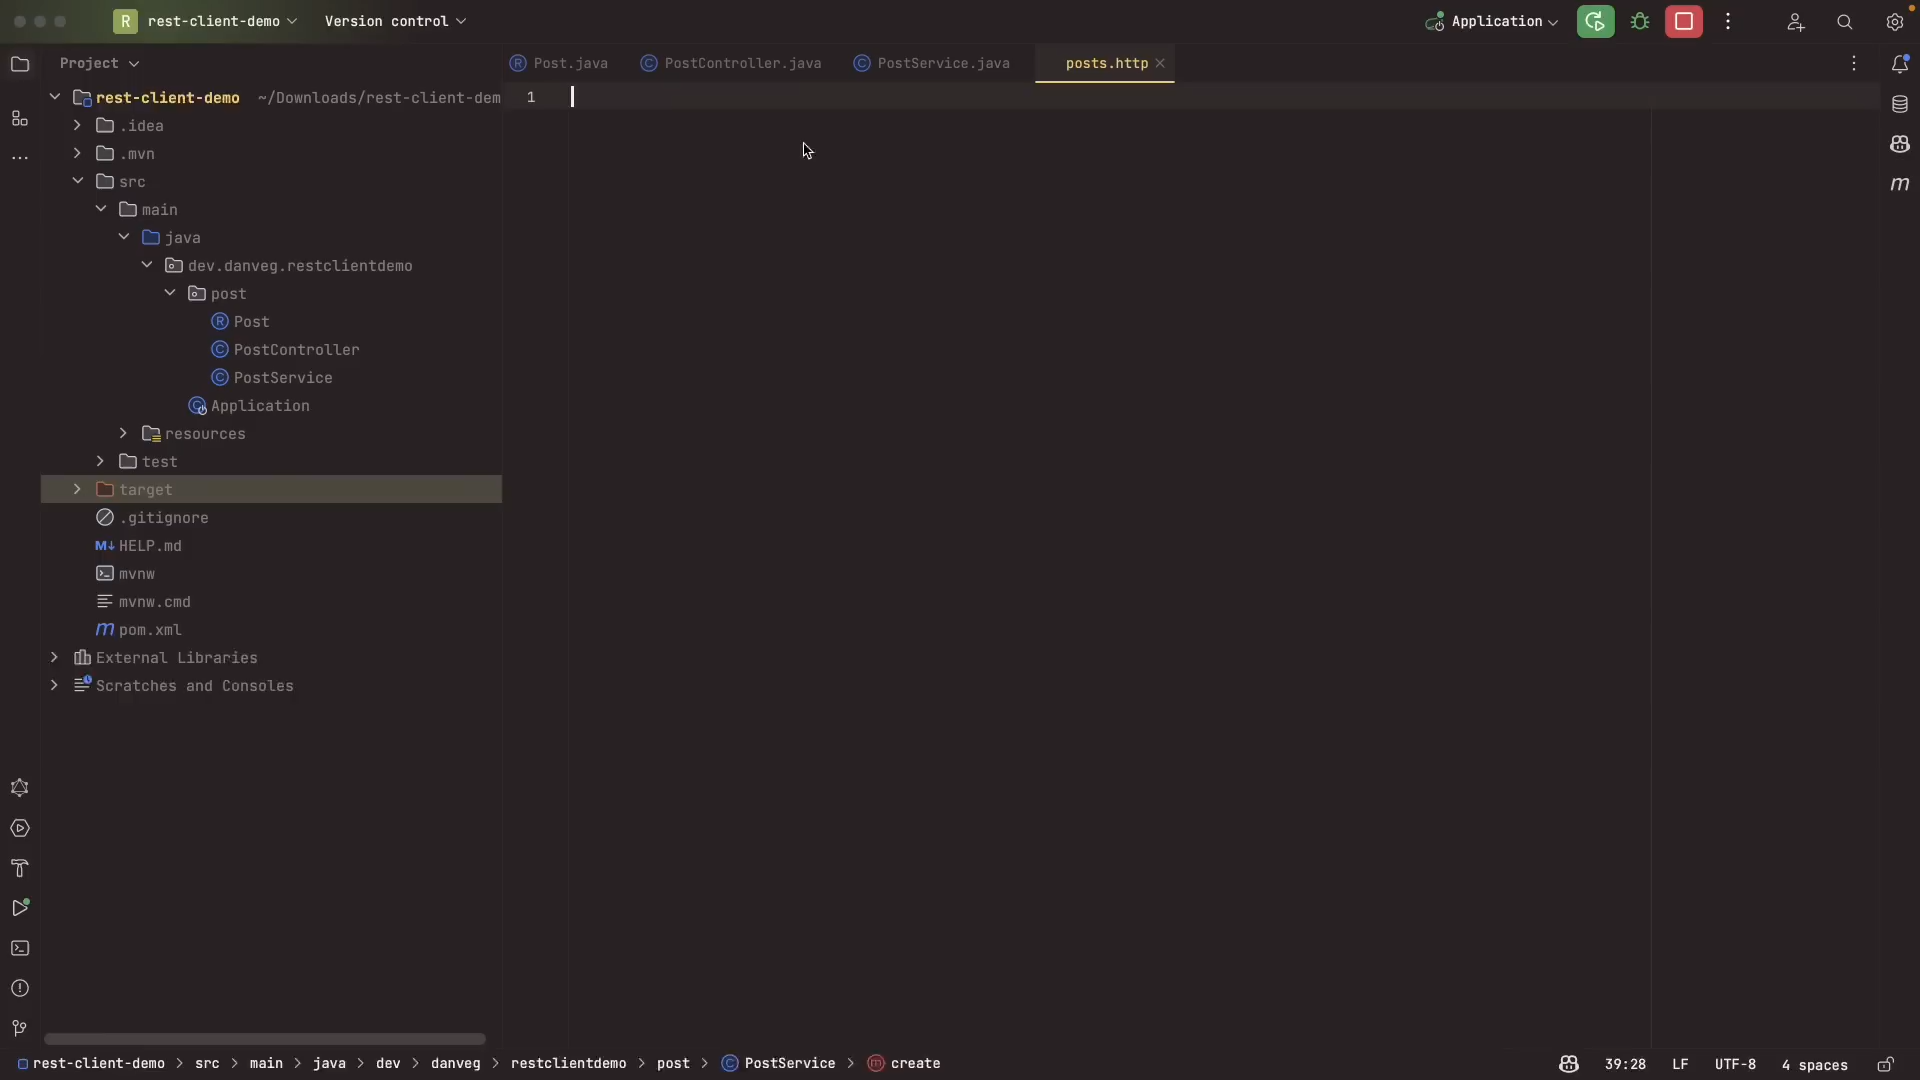 R rest-client-demo Version control Application
Project
Post.java PostController.java PostService.java posts.http
rest-client-demo ~/Downloads/rest-client-dem
1
.idea
.mvn
src
main
java
dev.danveg.restclientdemo
post
R Post
C PostController
C PostService
C Application
resources
test
target
.gitignore
M↓ HELP.md
mvnw
mvnw.cmd
m pom.xml
External Libraries
Scratches and Consoles
m
rest-client-demo > src > main > java > dev > danveg > restclientdemo > post > C PostService > m create
39:28 LF UTF-8 4 spaces